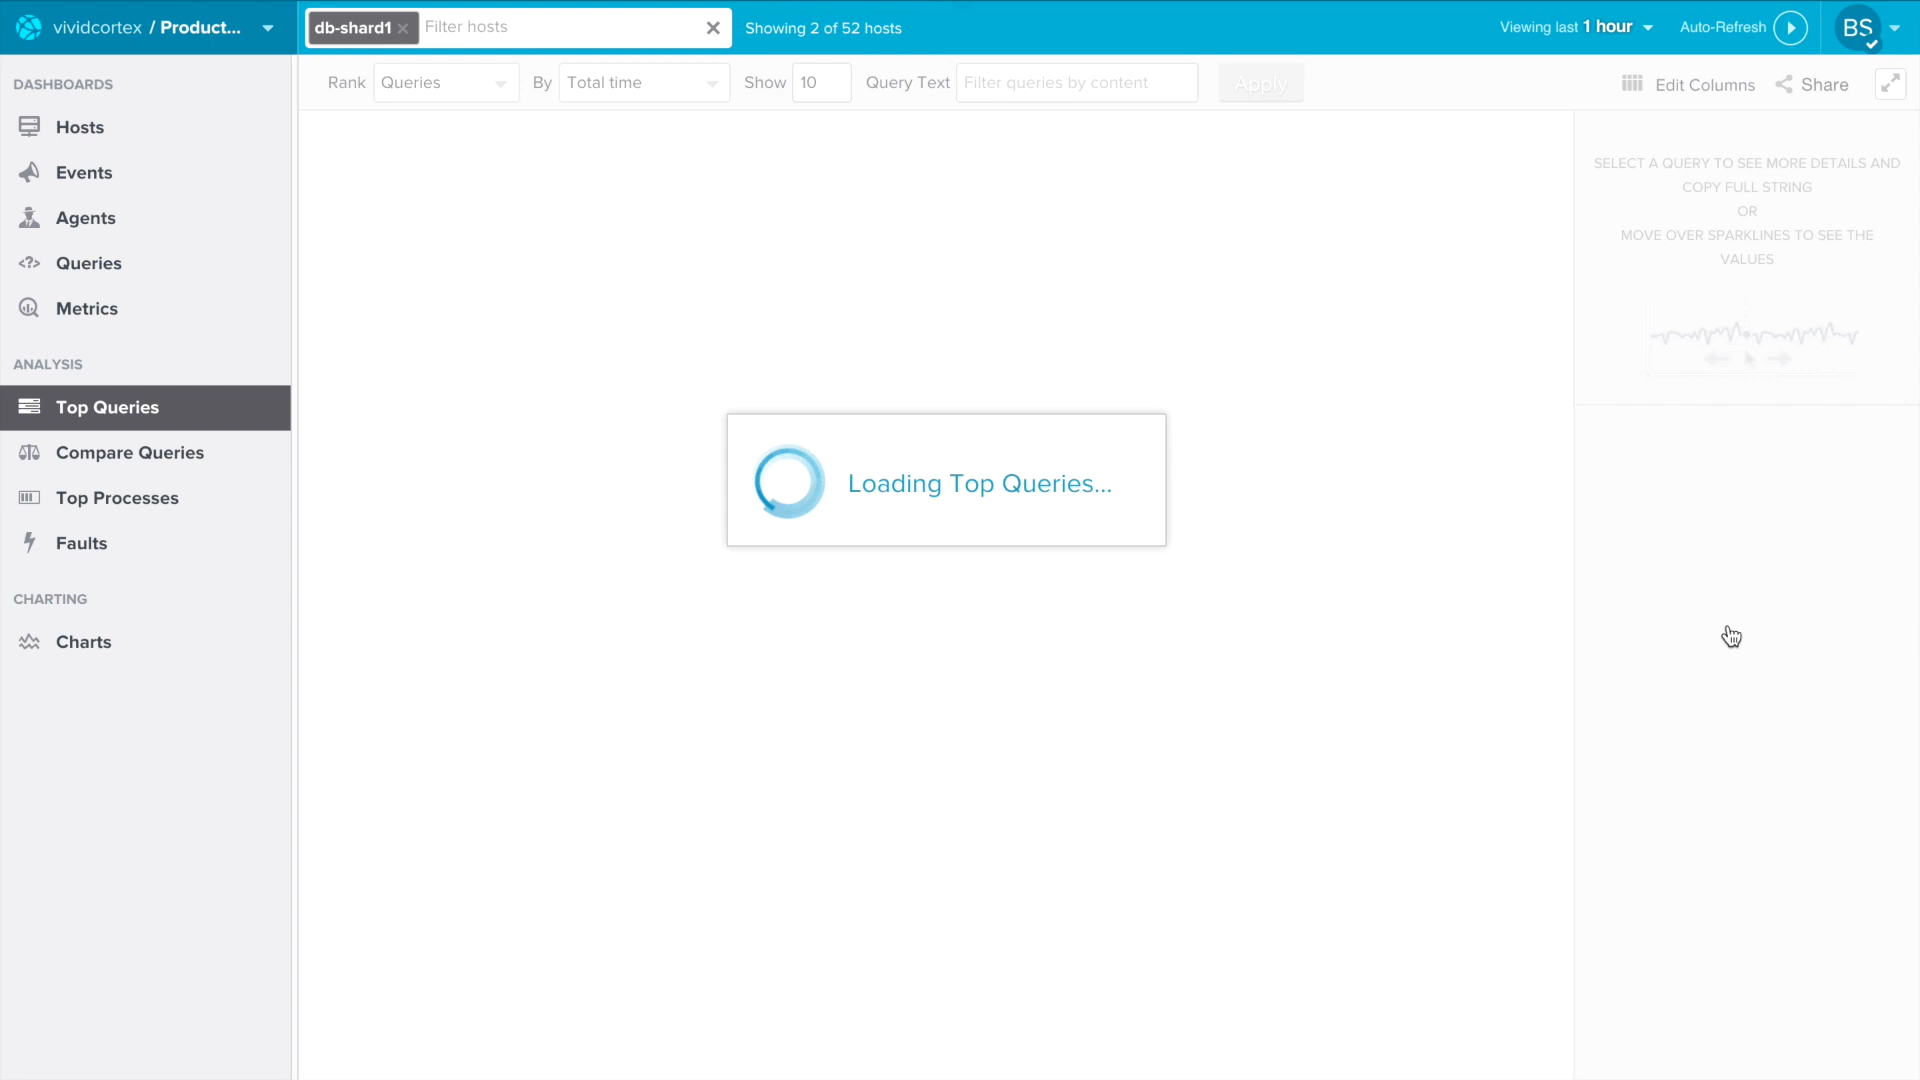 vividcortex / Product...
db-shard1 Filter hosts
Showing 2 of 52 hosts
Viewing last 1 hour
Auto-Refresh
BS
Rank Queries By Total time Show 10 Query Text Filter queries by content Apply
Edit Columns Share
DASHBOARDS
Hosts
Events
Agents
Queries
Metrics
ANALYSIS
Top Queries
Compare Queries
Top Processes
Faults
CHARTING
Charts
Loading Top Queries...
SELECT A QUERY TO SEE MORE DETAILS AND
COPY FULL STRING
OR
MOVE OVER SPARKLINES TO SEE THE
VALUES